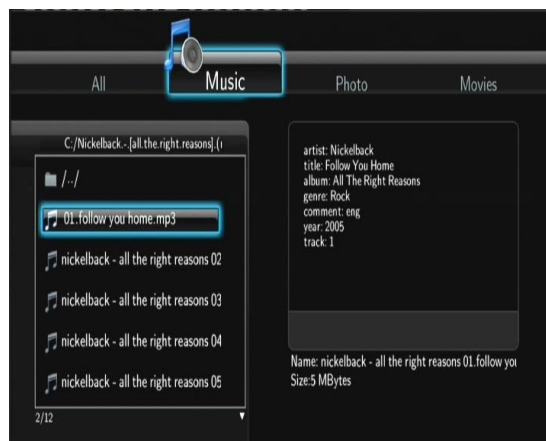 All
Music
Photo
Movies
C:/Nickelback.-.[all.the.right.reasons].(
/../
01.follow you home.mp3
nickelback - all the right reasons 02
nickelback - all the right reasons 03
nickelback - all the right reasons 04
nickelback - all the right reasons 05
2/12
artist: Nickelback
title: Follow You Home
album: All The Right Reasons
genre: Rock
comment: eng
year: 2005
track: 1
Name: nickelback - all the right reasons 01.follow you
Size:5 MBytes